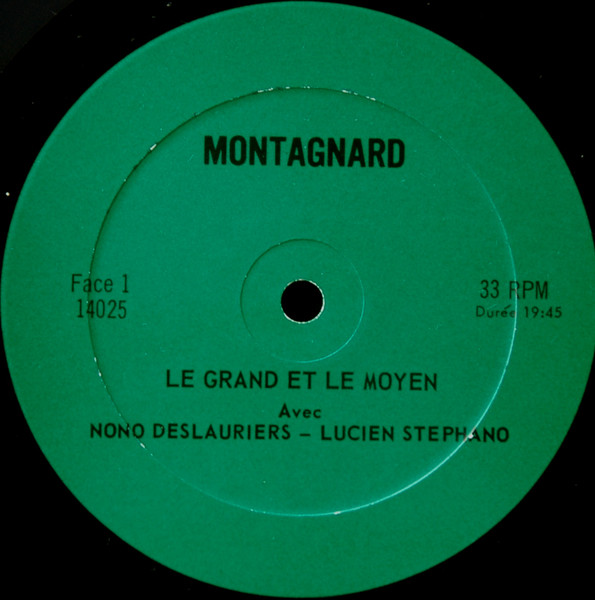 MONTAGNARD
Face 1
14025
33 RPM
Durée 19:45
LE GRAND ET LE MOYEN
Avec
NONO DESLAURIERS – LUCIEN STEPHANO